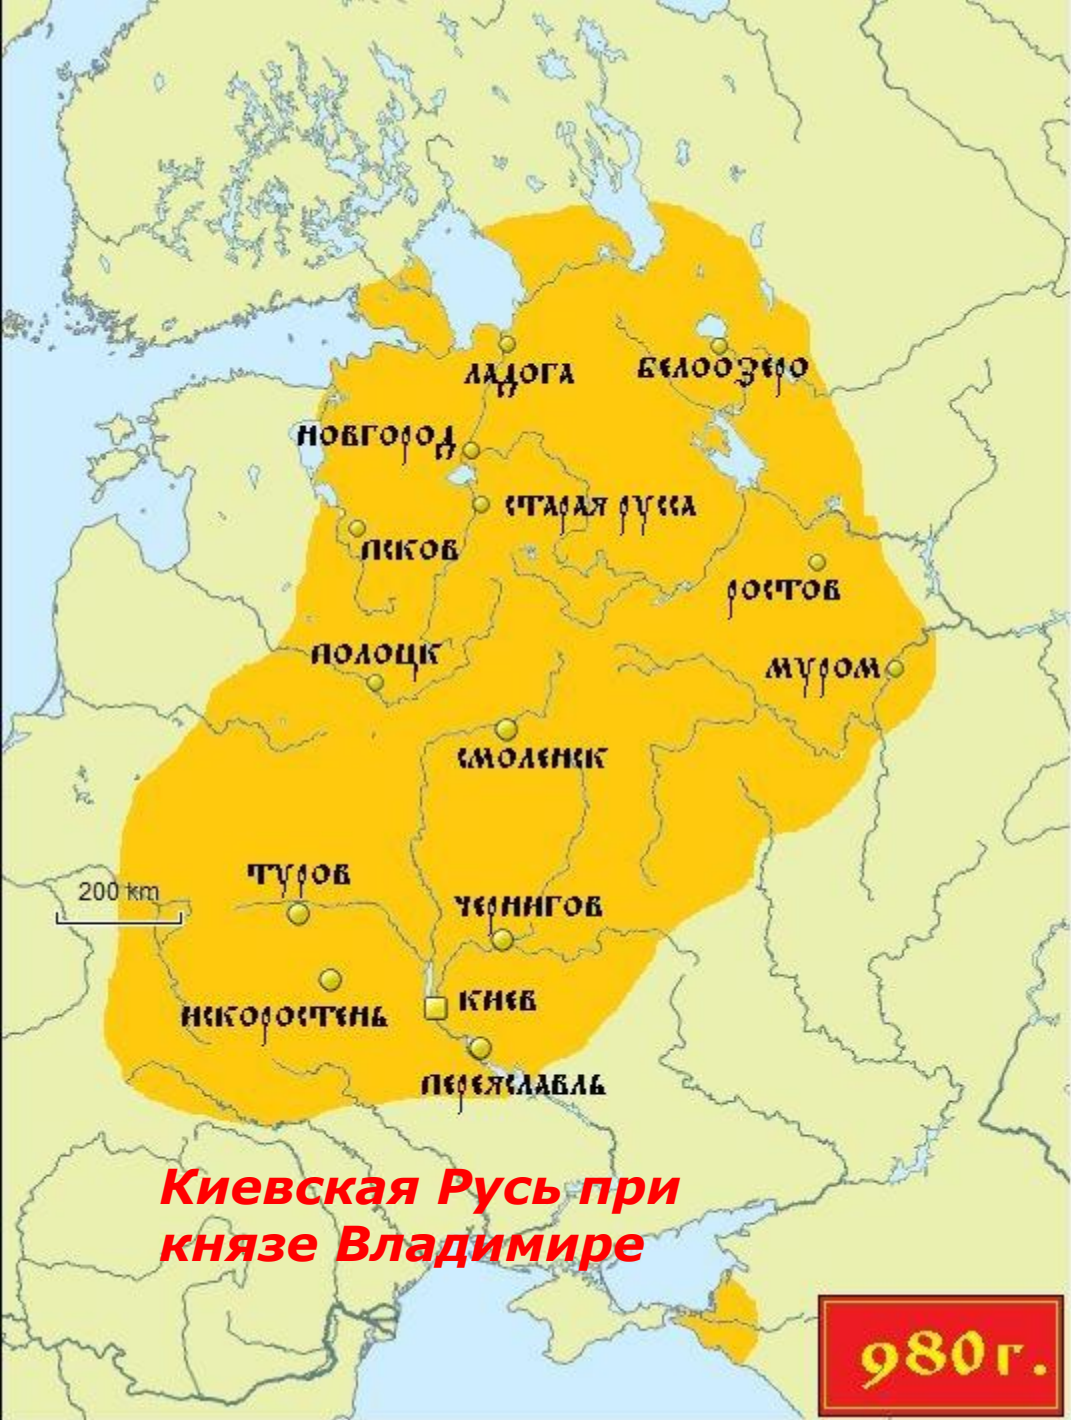 ЛАДОГА
БЕЛООЗЕРО
НОВГОРОД
СТАРАЯ РУССА
ПСКОВ
РОСТОВ
ПОЛОЦК
МУРОМ
СМОЛЕНСК
ТУРОВ
200 km
ЧЕРНИГОВ
КИЕВ
ИСКОРОСТЕНЬ
ПЕРЕЯСЛАВЛЬ
Киевская Русь при
князе Владимире
980 г.